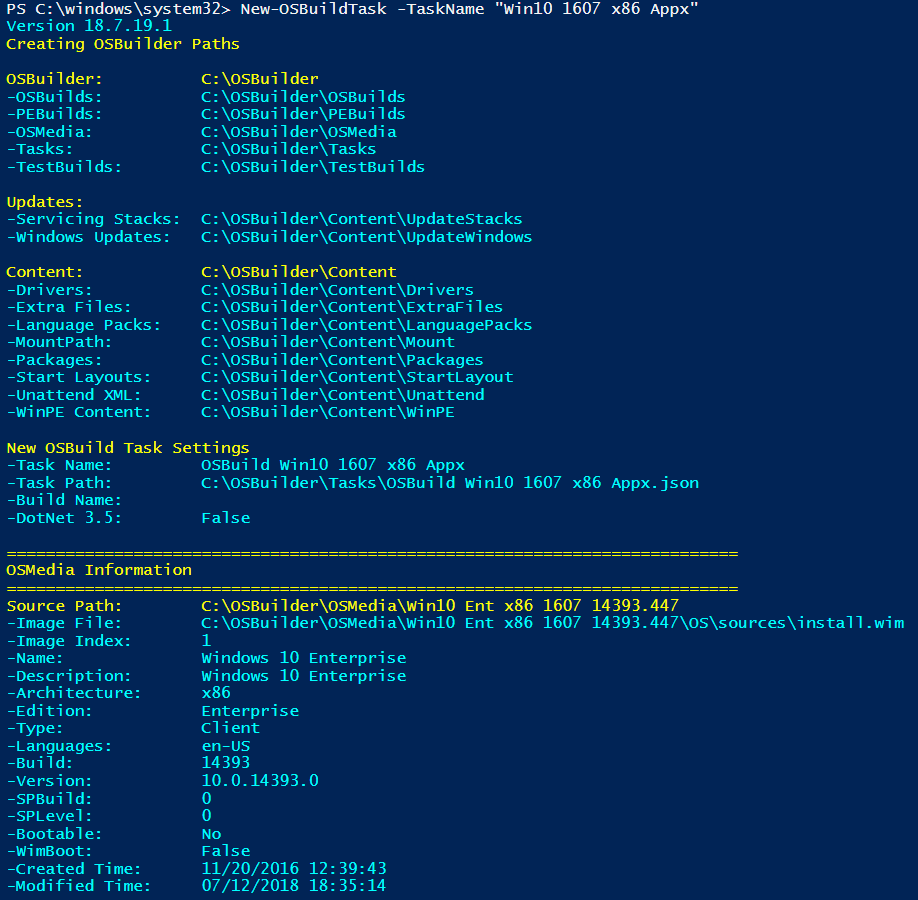 PS C:\windows\system32> New-OSBuildTask -TaskName "Win10 1607 x86 Appx"
Version 18.7.19.1
Creating OSBuilder Paths
OSBuilder: C:\OSBuilder
-OSBuilds: C:\OSBuilder\OSBuilds
-PEBuilds: C:\OSBuilder\PEBuilds
-OSMedia: C:\OSBuilder\OSMedia
-Tasks: C:\OSBuilder\Tasks
-TestBuilds: C:\OSBuilder\TestBuilds
Updates:
-Servicing Stacks: C:\OSBuilder\Content\UpdateStacks
-Windows Updates: C:\OSBuilder\Content\UpdateWindows
Content: C:\OSBuilder\Content
-Drivers: C:\OSBuilder\Content\Drivers
-Extra Files: C:\OSBuilder\Content\ExtraFiles
-Language Packs: C:\OSBuilder\Content\LanguagePacks
-MountPath: C:\OSBuilder\Content\Mount
-Packages: C:\OSBuilder\Content\Packages
-Start Layouts: C:\OSBuilder\Content\StartLayout
-Unattend XML: C:\OSBuilder\Content\Unattend
-WinPE Content: C:\OSBuilder\Content\WinPE
New OSBuild Task Settings
-Task Name: OSBuild Win10 1607 x86 Appx
-Task Path: C:\OSBuilder\Tasks\OSBuild Win10 1607 x86 Appx.json
-Build Name:
-DotNet 3.5: False
===========================================================================
OSMedia Information
===========================================================================
Source Path: C:\OSBuilder\OSMedia\Win10 Ent x86 1607 14393.447
-Image File: C:\OSBuilder\OSMedia\Win10 Ent x86 1607 14393.447\OS\sources\install.wim
-Image Index: 1
-Name: Windows 10 Enterprise
-Description: Windows 10 Enterprise
-Architecture: x86
-Edition: Enterprise
-Type: Client
-Languages: en-US
-Build: 14393
-Version: 10.0.14393.0
-SPBuild: 0
-SPLevel: 0
-Bootable: No
-WimBoot: False
-Created Time: 11/20/2016 12:39:43
-Modified Time: 07/12/2018 18:35:14